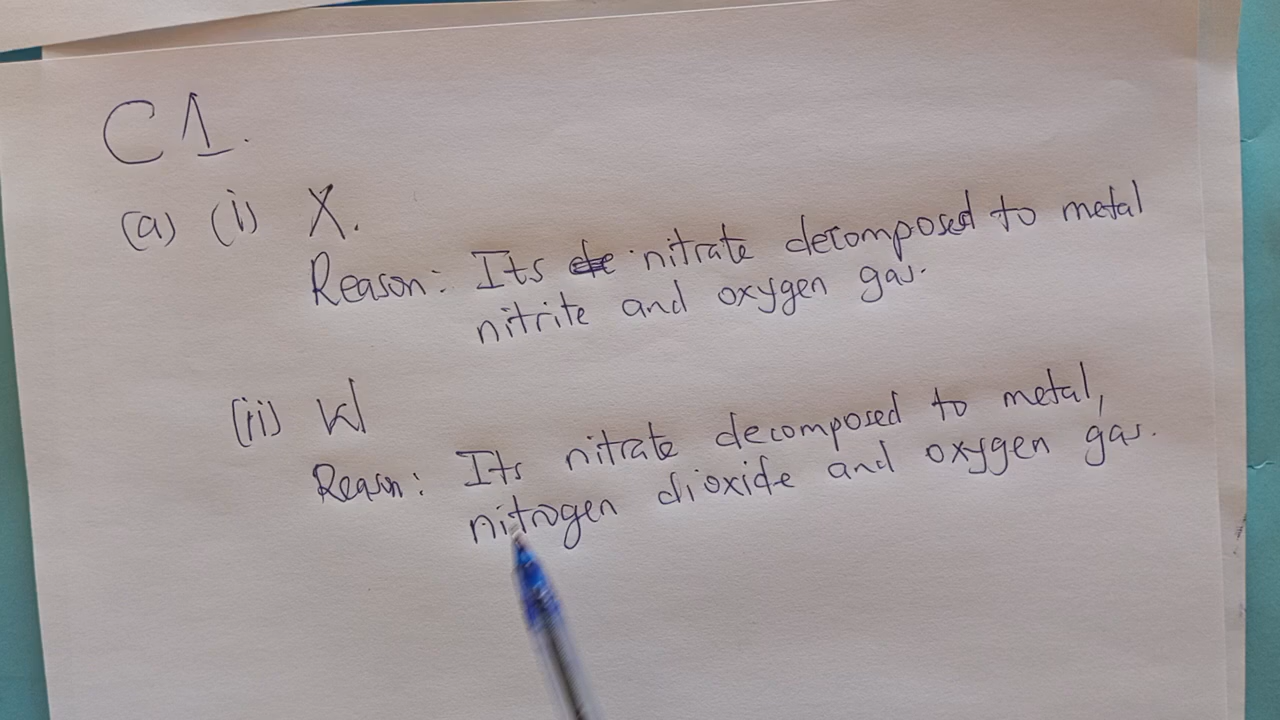 C1.
(a) (i) X.
Reason: Its de nitrate decomposed to metal
nitrite and oxygen gas.
(ii) W
Reason: Its nitrate decomposed to metal,
nitrogen dioxide and oxygen gas.